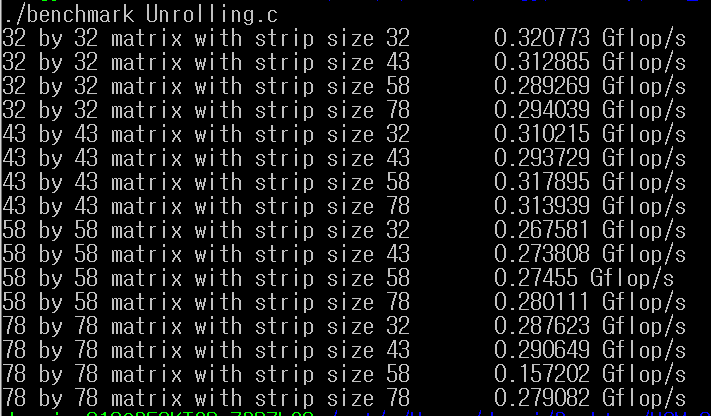 ./benchmark Unrolling.c
32 by 32 matrix with strip size 32 0.320773 Gflop/s
32 by 32 matrix with strip size 43 0.312885 Gflop/s
32 by 32 matrix with strip size 58 0.289269 Gflop/s
32 by 32 matrix with strip size 78 0.294039 Gflop/s
43 by 43 matrix with strip size 32 0.310215 Gflop/s
43 by 43 matrix with strip size 43 0.293729 Gflop/s
43 by 43 matrix with strip size 58 0.317895 Gflop/s
43 by 43 matrix with strip size 78 0.313939 Gflop/s
58 by 58 matrix with strip size 32 0.267581 Gflop/s
58 by 58 matrix with strip size 43 0.273808 Gflop/s
58 by 58 matrix with strip size 58 0.27455 Gflop/s
58 by 58 matrix with strip size 78 0.280111 Gflop/s
78 by 78 matrix with strip size 32 0.287623 Gflop/s
78 by 78 matrix with strip size 43 0.290649 Gflop/s
78 by 78 matrix with strip size 58 0.157202 Gflop/s
78 by 78 matrix with strip size 78 0.279082 Gflop/s